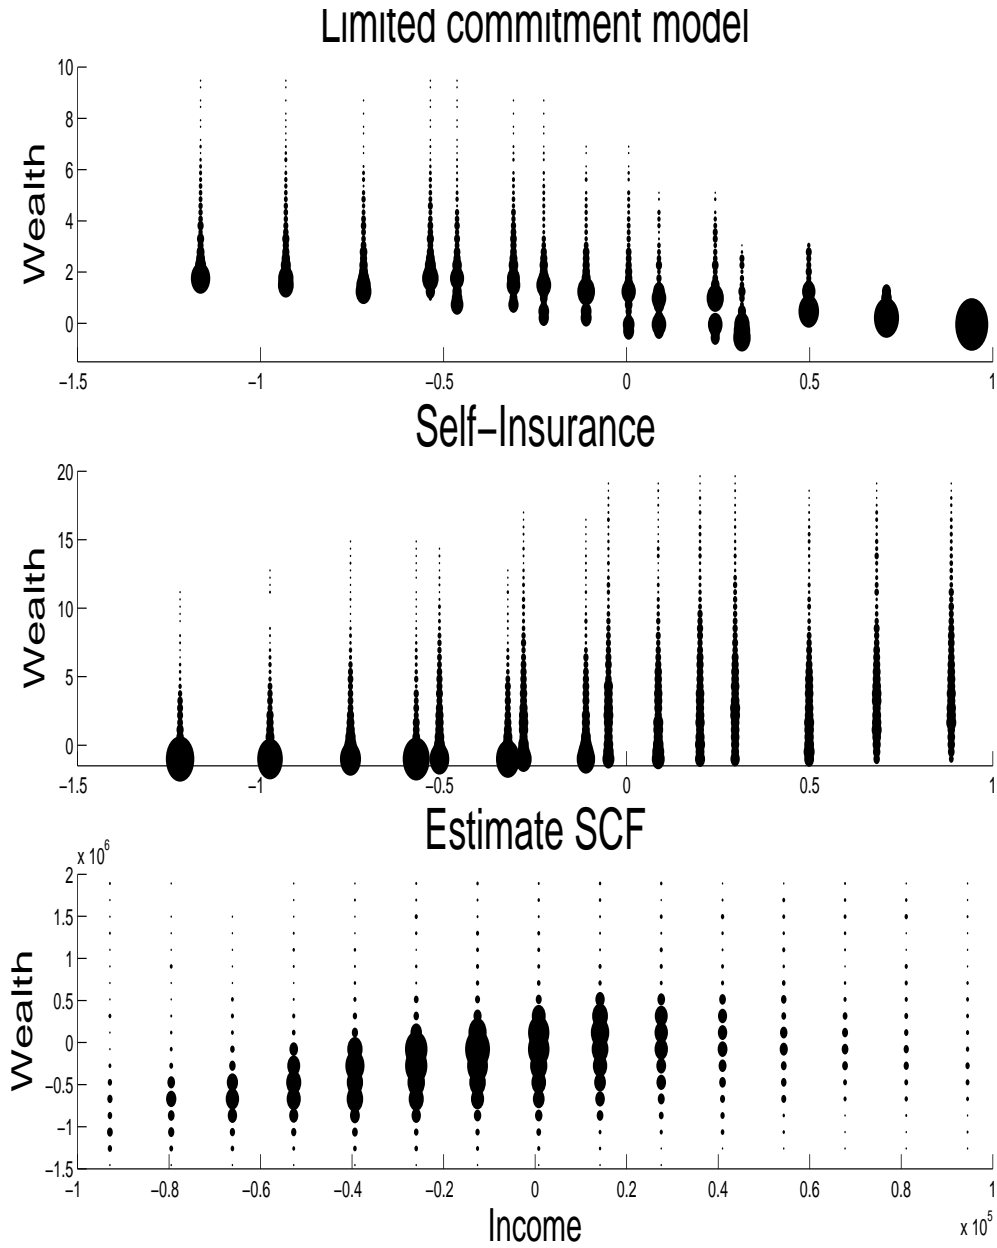 Limited commitment model
10
8
6
4
2
0
Wealth
−1.5 −1 −0.5 0 0.5 1
Self−Insurance
20
15
10
5
0
Wealth
−1.5 −1 −0.5 0 0.5 1
Estimate SCF
x 10^6
2
1.5
1
0.5
0
−0.5
−1
−1.5
Wealth
−1 −0.8 −0.6 −0.4 −0.2 0 0.2 0.4 0.6 0.8 1
Income
x 10^5